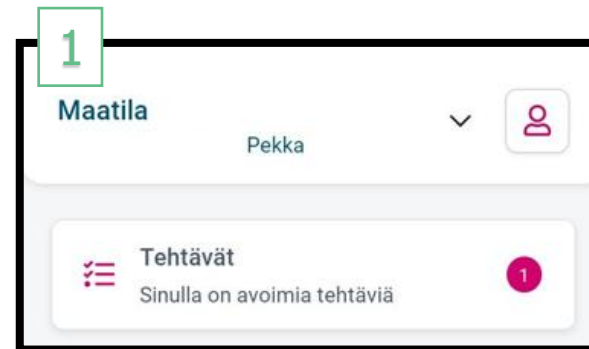 1
Maatila
Pekka
Tehtävät
Sinulla on avoimia tehtäviä
1